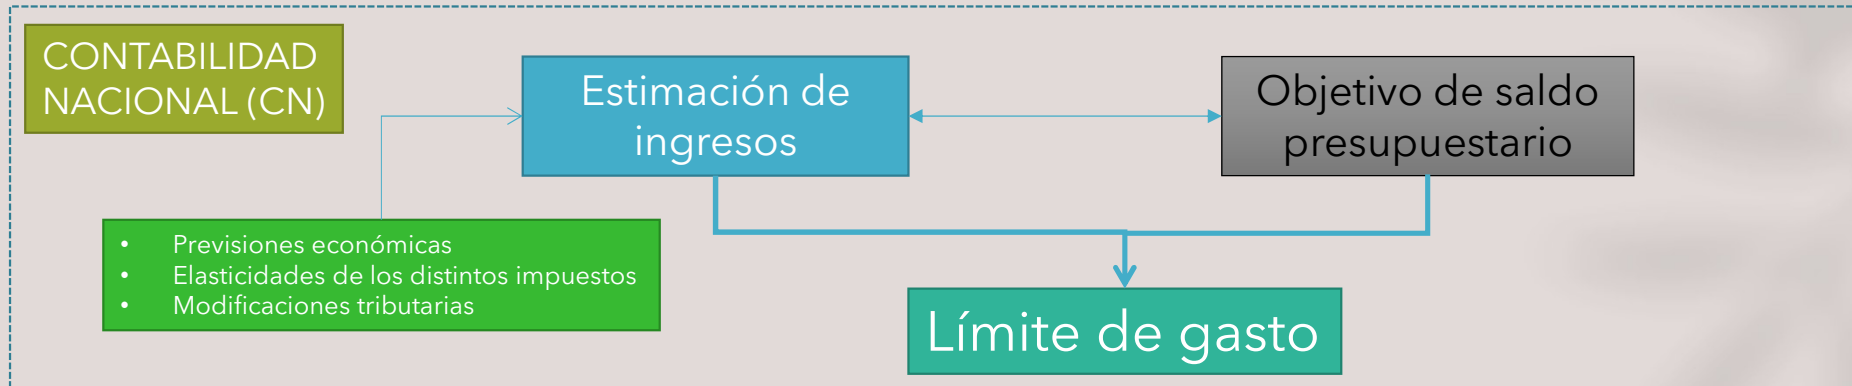 CONTABILIDAD
NACIONAL (CN)
Estimación de
ingresos
Objetivo de saldo
presupuestario
• Previsiones económicas
• Elasticidades de los distintos impuestos
• Modificaciones tributarias
Límite de gasto